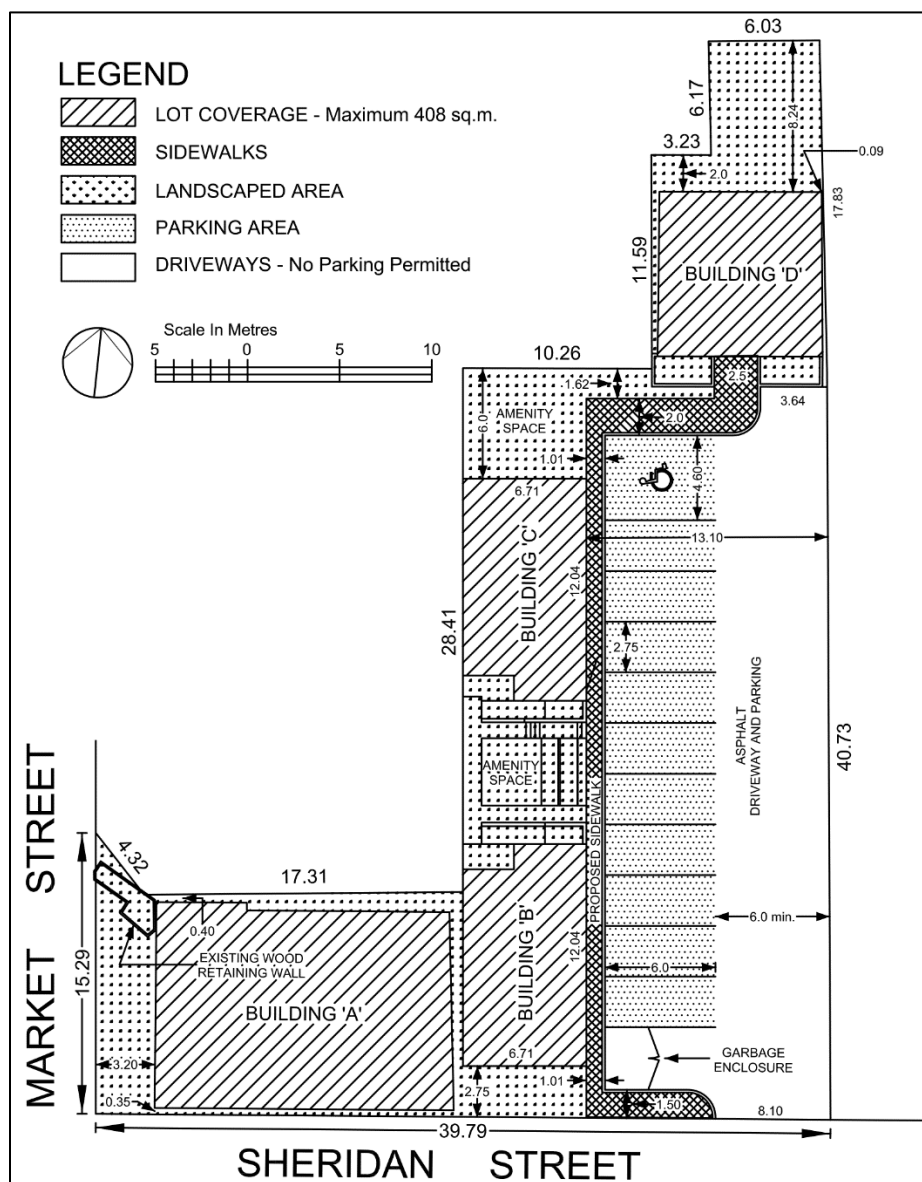 6.03
LEGEND
LOT COVERAGE - Maximum 408 sq.m.
SIDEWALKS
LANDSCAPED AREA
PARKING AREA
DRIVEWAYS - No Parking Permitted
6.17
8.24
3.23
2.0
0.09
17.83
11.59
BUILDING 'D'
Scale In Metres
5 0 5 10
10.26
1.62
2.5
3.64
6.0
AMENITY
SPACE
2.0
1.01
4.60
6.71
13.10
BUILDING 'C'
12.04
28.41
2.75
ASPHALT
DRIVEWAY AND PARKING
40.73
AMENITY
SPACE
PROPOSED SIDEWALK
MARKET STREET
4.32
17.31
15.29
0.40
EXISTING WOOD
RETAINING WALL
BUILDING 'A'
BUILDING 'B'
12.04
6.0 min.
6.0
3.20
0.35
6.71
2.75
1.01
GARBAGE
ENCLOSURE
1.50
8.10
39.79
SHERIDAN STREET